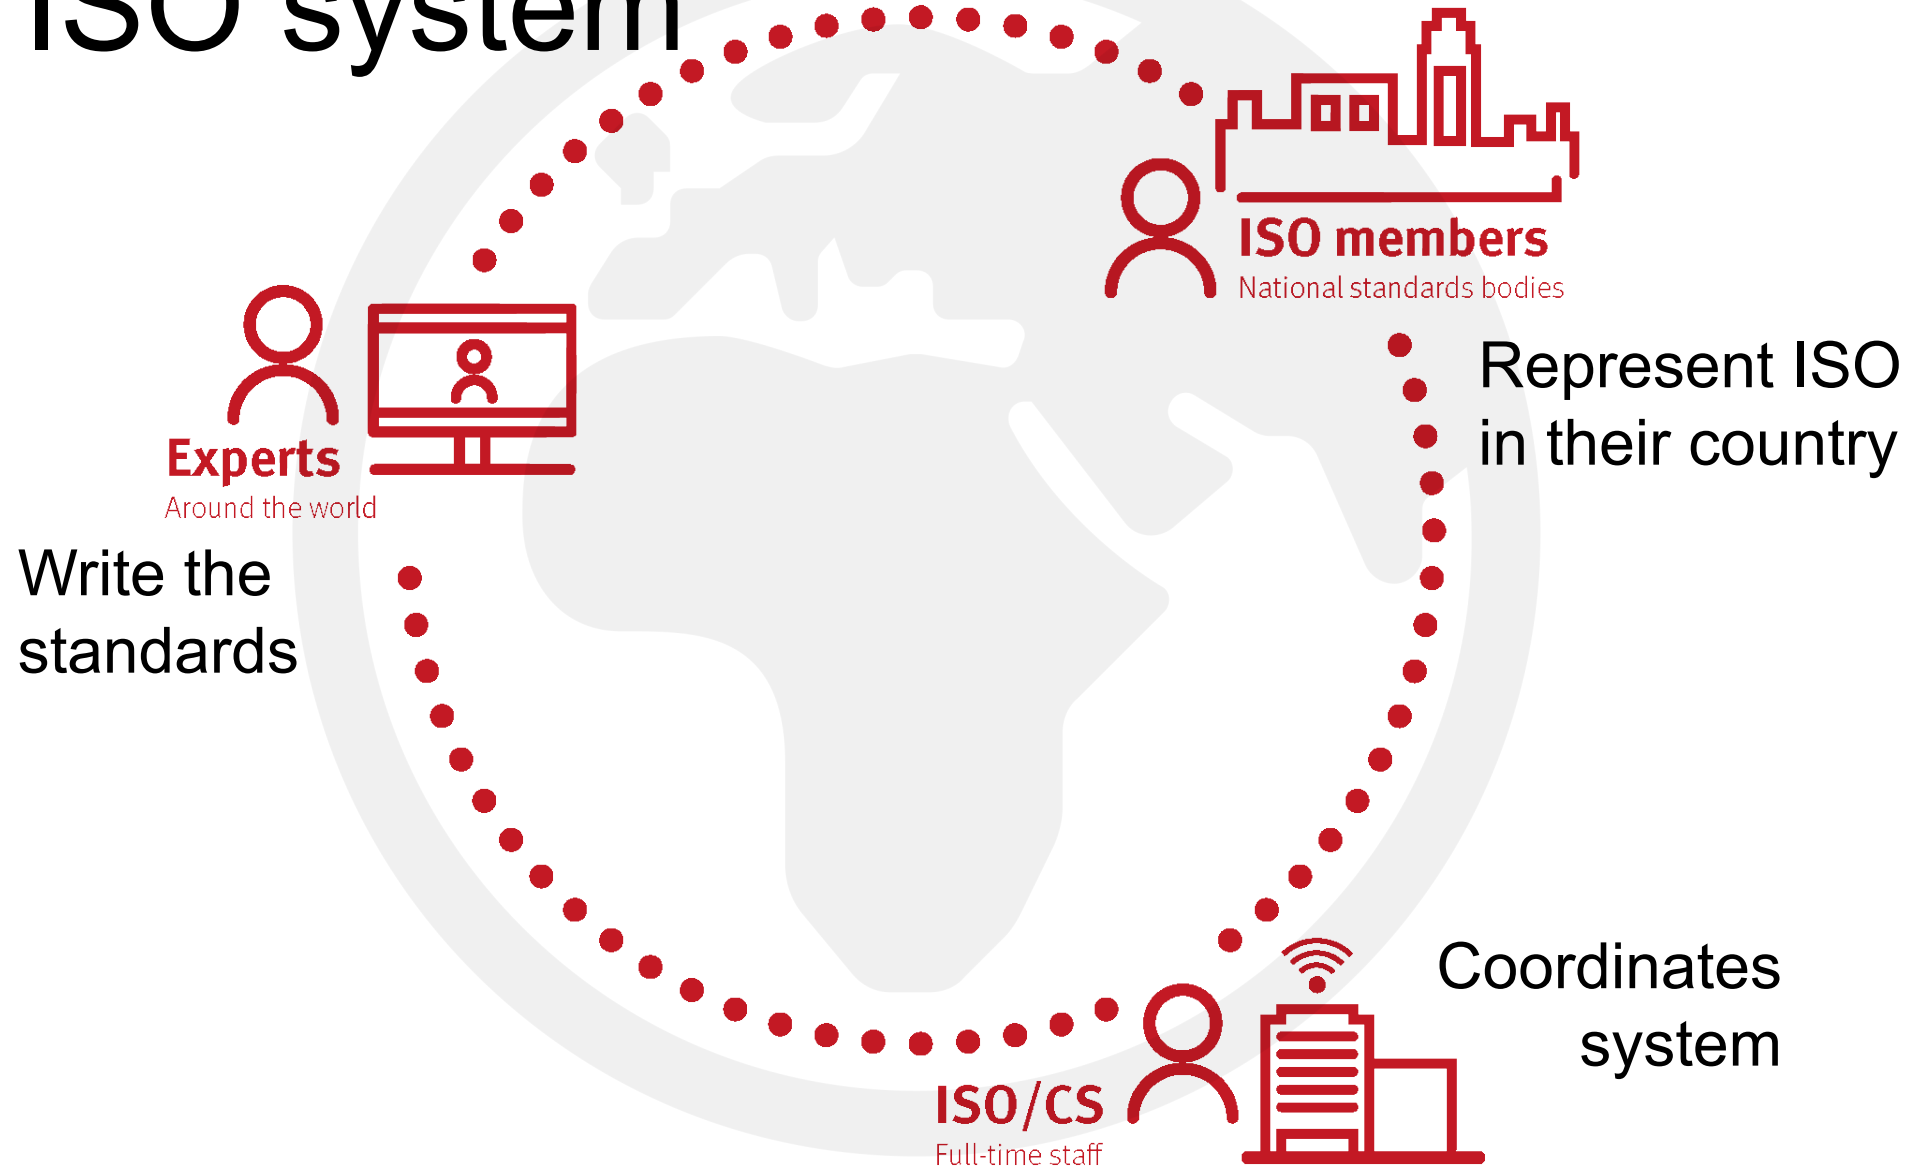 ISO system
ISO members
National standards bodies
Represent ISO
in their country
Experts
Around the world
Write the
standards
Coordinates
system
ISO/CS
Full-time staff